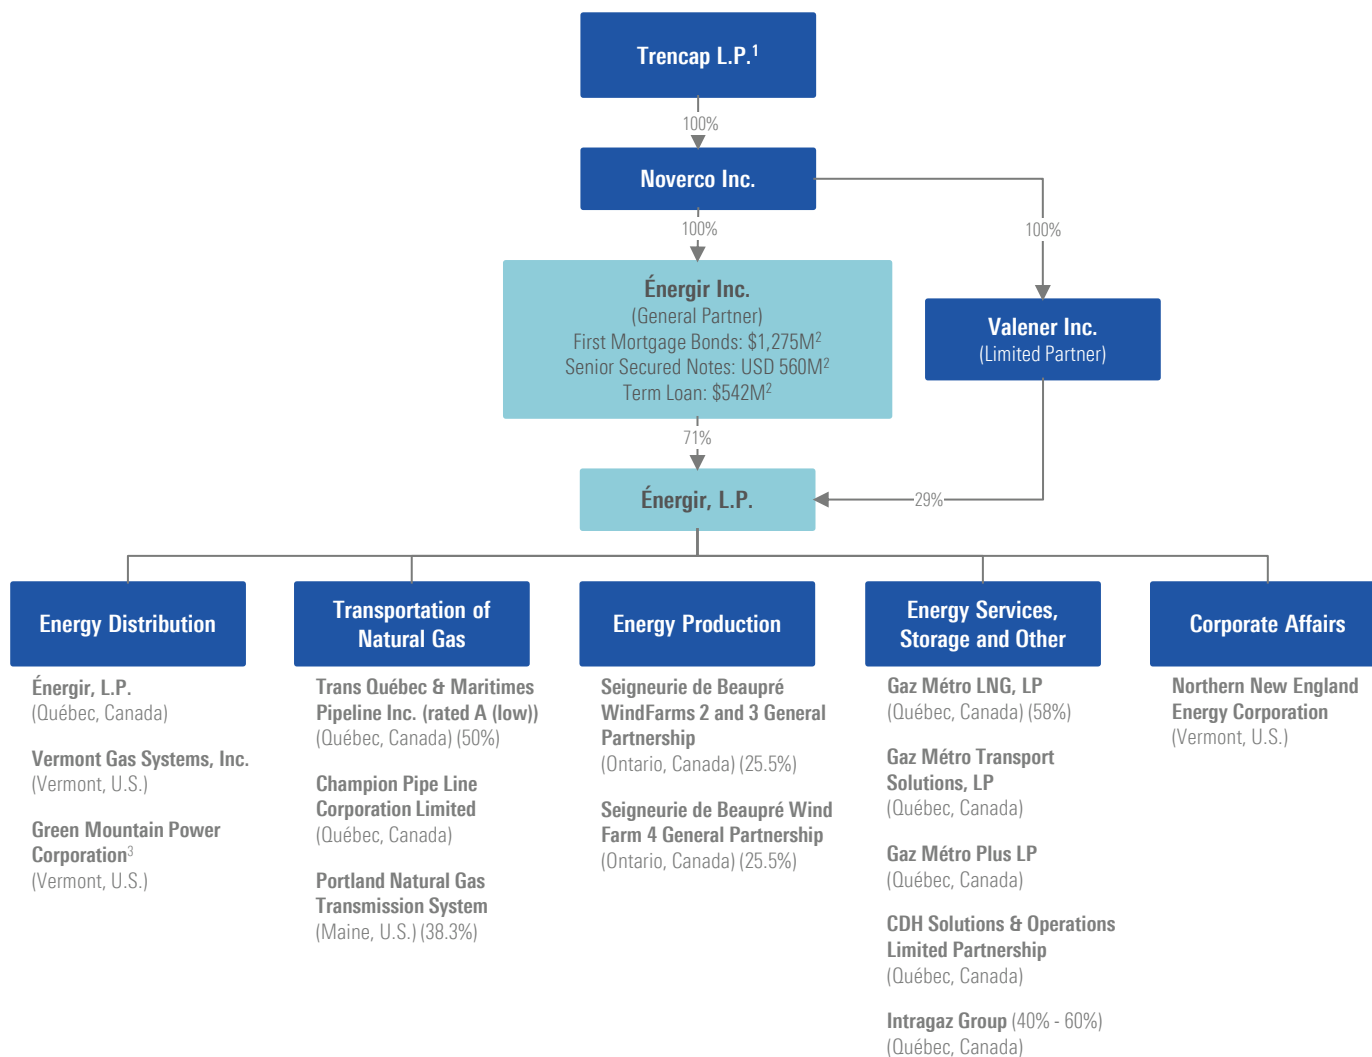 Trencap L.P.¹
100%
Noverco Inc.
100%
100%
Énergir Inc.
(General Partner)
First Mortgage Bonds: $1,275M²
Senior Secured Notes: USD 560M²
Term Loan: $542M²
Valener Inc.
(Limited Partner)
71%
Énergir, L.P.
29%
Energy Distribution
Énergir, L.P.
(Québec, Canada)
Vermont Gas Systems, Inc.
(Vermont, U.S.)
Green Mountain Power
Corporation³
(Vermont, U.S.)
Transportation of
Natural Gas
Trans Québec & Maritimes
Pipeline Inc. (rated A (low))
(Québec, Canada) (50%)
Champion Pipe Line
Corporation Limited
(Québec, Canada)
Portland Natural Gas
Transmission System
(Maine, U.S.) (38.3%)
Energy Production
Seigneurie de Beaupré
WindFarms 2 and 3 General
Partnership
(Ontario, Canada) (25.5%)
Seigneurie de Beaupré Wind
Farm 4 General Partnership
(Ontario, Canada) (25.5%)
Energy Services,
Storage and Other
Gaz Métro LNG, LP
(Québec, Canada) (58%)
Gaz Métro Transport
Solutions, LP
(Québec, Canada)
Gaz Métro Plus LP
(Québec, Canada)
CDH Solutions & Operations
Limited Partnership
(Québec, Canada)
Intragaz Group (40% - 60%)
(Québec, Canada)
Corporate Affairs
Northern New England
Energy Corporation
(Vermont, U.S.)